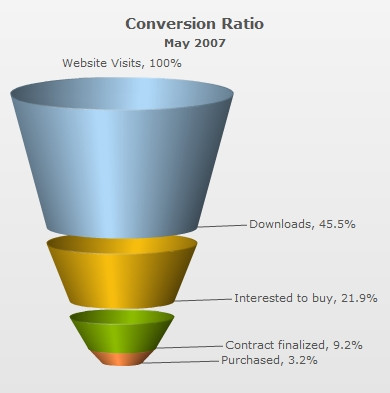 Conversion Ratio
May 2007
Website Visits, 100%
Downloads, 45.5%
Interested to buy, 21.9%
Contract finalized, 9.2%
Purchased, 3.2%